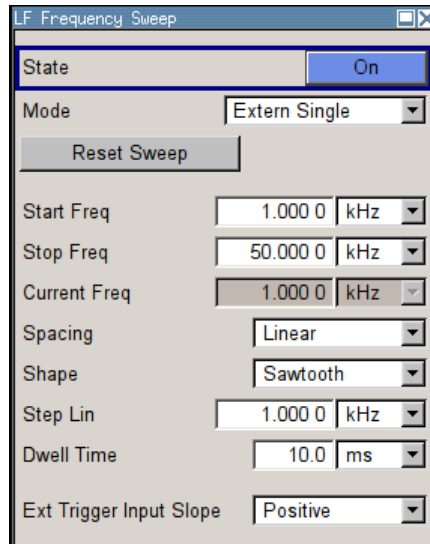 LF Frequency Sweep
State On
Mode Extern Single
Reset Sweep
Start Freq 1.000 0 kHz
Stop Freq 50.000 0 kHz
Current Freq 1.000 0 kHz
Spacing Linear
Shape Sawtooth
Step Lin 1.000 0 kHz
Dwell Time 10.0 ms
Ext Trigger Input Slope Positive